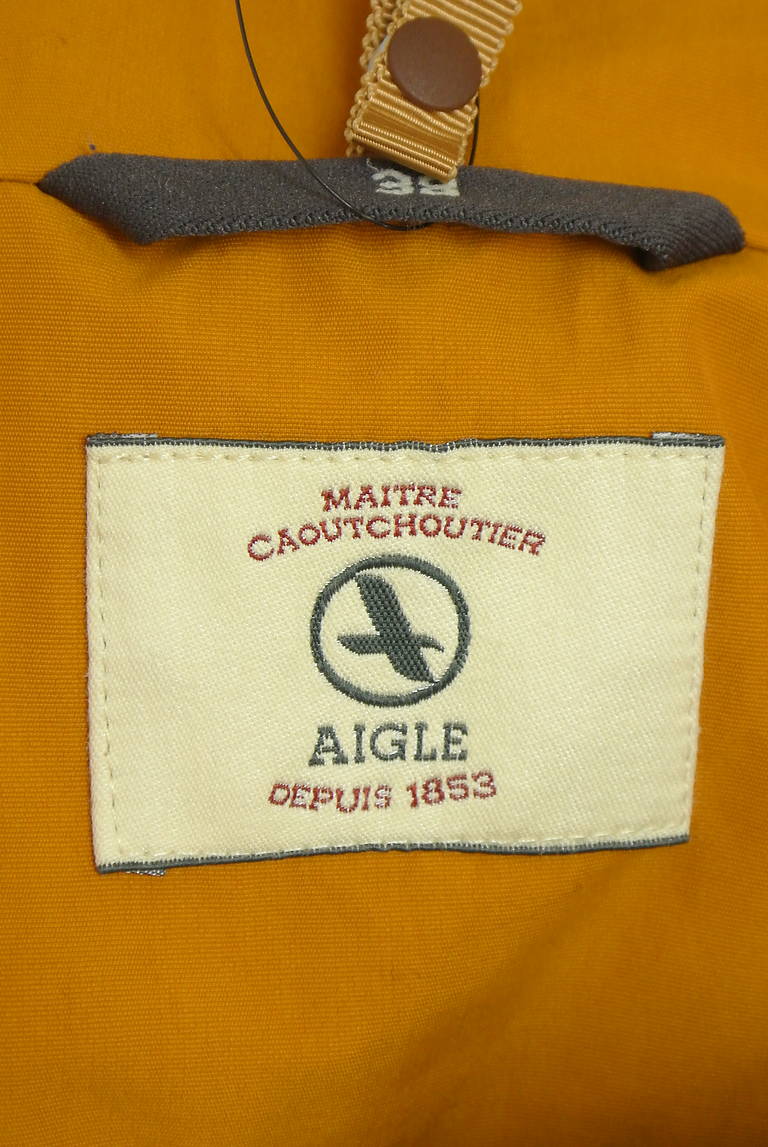 MAITRE
CAOUTCHOUTIER
AIGLE
DEPUIS 1853